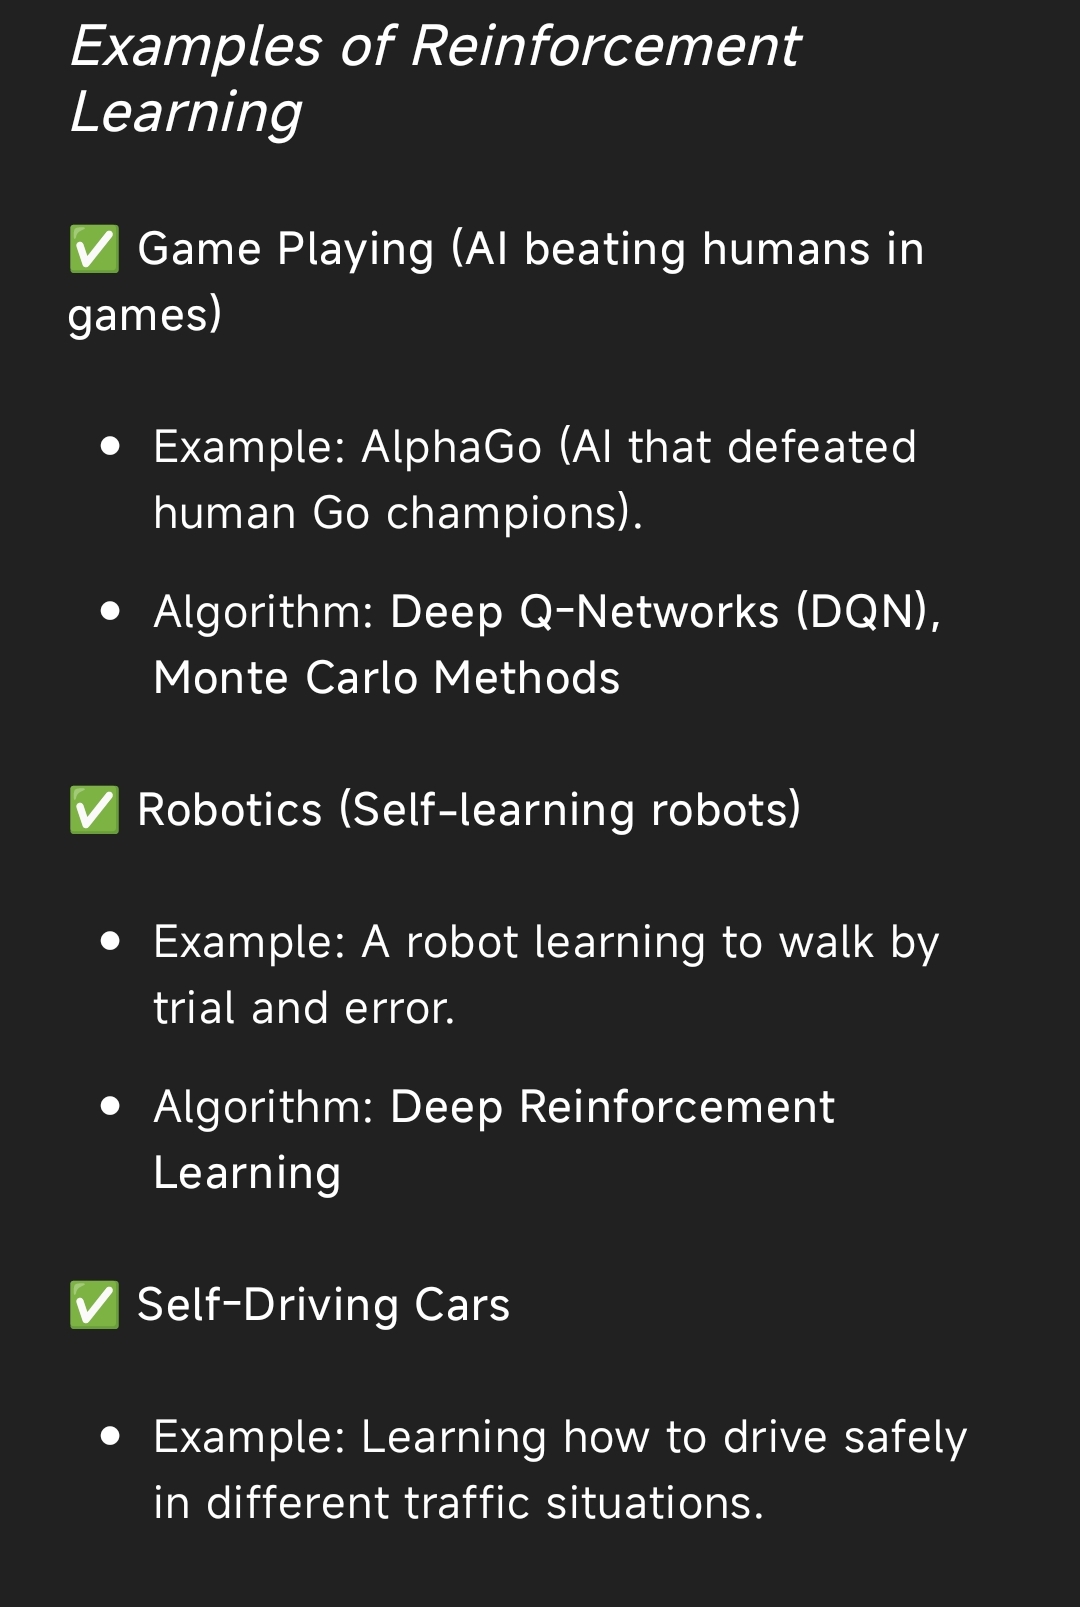 Examples of Reinforcement
Learning
✅ Game Playing (AI beating humans in
games)
• Example: AlphaGo (AI that defeated
human Go champions).
• Algorithm: Deep Q-Networks (DQN),
Monte Carlo Methods
✅ Robotics (Self-learning robots)
• Example: A robot learning to walk by
trial and error.
• Algorithm: Deep Reinforcement
Learning
✅ Self-Driving Cars
• Example: Learning how to drive safely
in different traffic situations.